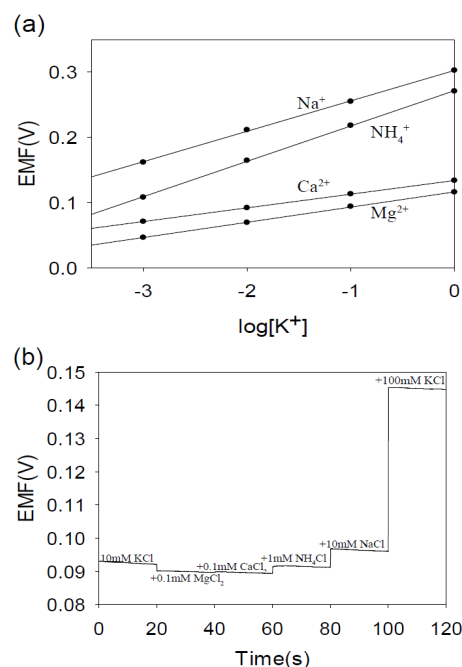 (a)
0.3
0.2
0.1
0.0
EMF(V)
Na⁺
NH₄⁺
Ca²⁺
Mg²⁺
-3 -2 -1 0
log[K⁺]
(b)
0.15
0.14
0.13
0.12
0.11
0.10
0.09
0.08
EMF(V)
+100mM KCl
10mM KCl
+0.1mM MgCl₂
+0.1mM CaCl₂
+1mM NH₄Cl
+10mM NaCl
0 20 40 60 80 100 120
Time(s)